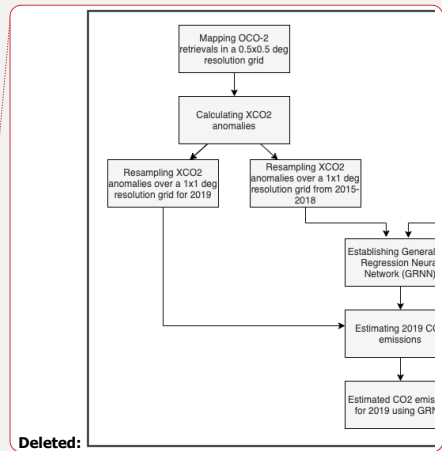 Mapping OCO-2
retrievals in a 0.5x0.5 deg
resolution grid
Calculating XCO2
anomalies
Resampling XCO2
anomalies over a 1x1 deg
resolution grid for 2019
Resampling XCO2
anomalies over a 1x1 deg
resolution grid from 2015-
2018
Establishing General
Regression Neura
Network (GRNN)
Estimating 2019 CO
emissions
Estimated CO2 emis
for 2019 using GRN
Deleted: